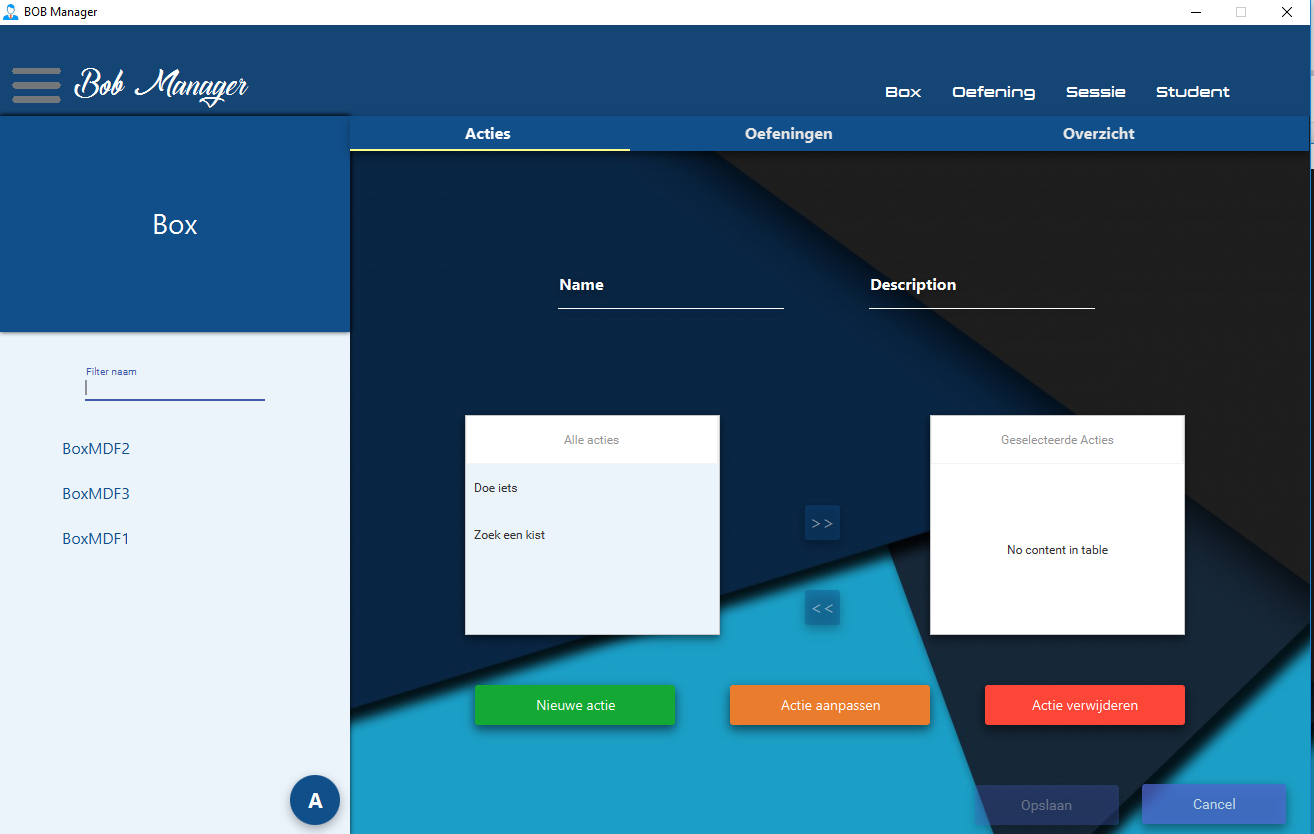 BOB Manager
Bob Manager
Box Oefening Sessie Student
Acties Oefeningen Overzicht
Box
Name Description
Filter naam
BoxMDF2
BoxMDF3
BoxMDF1
Alle acties
Doe iets
Zoek een kist
>>
<<
Geselecteerde Acties
No content in table
Nieuwe actie Actie aanpassen Actie verwijderen
A
Opslaan Cancel